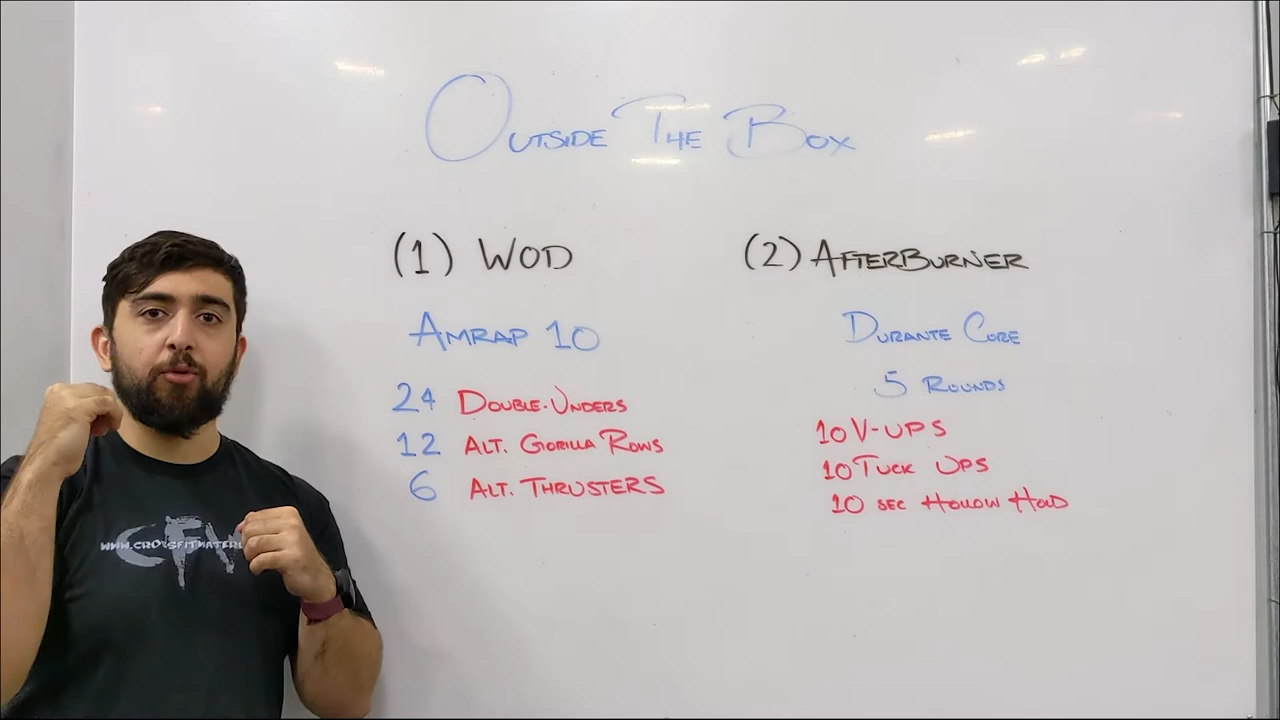 Outside The Box
(1) WOD
AMRAP 10
24 Double-Unders
12 Alt. Gorilla Rows
6 Alt. Thrusters
(2) AfterBurner
Durante Core
5 Rounds
10 V-UPS
10 Tuck Ups
10 sec Hollow Hold
CF